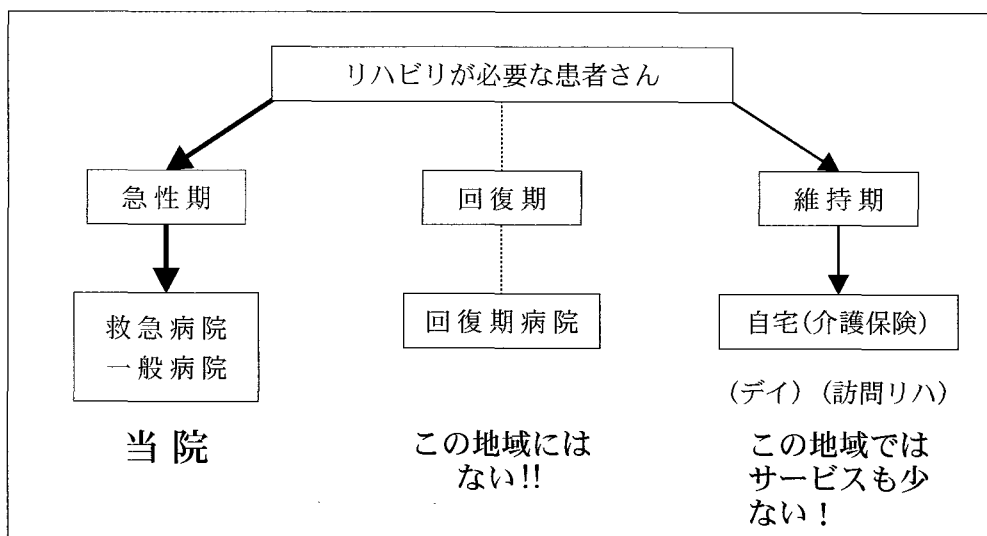 リハビリが必要な患者さん
急性期
回復期
維持期
救急病院
一般病院
回復期病院
自宅(介護保険)
(デイ)(訪問リハ)
当院
この地域には
ない!!
この地域では
サービスも少
ない!